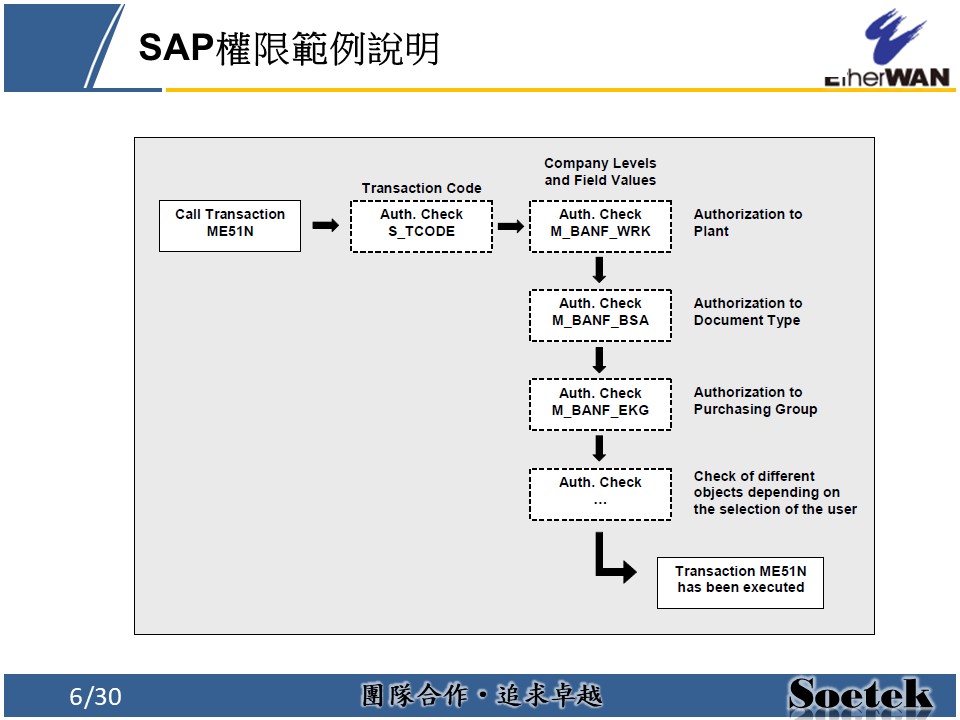 SAP權限範例說明
EtherWAN
Company Levels
and Field Values
Transaction Code
Call Transaction
ME51N
Auth. Check
S_TCODE
Auth. Check
M_BANF_WRK
Authorization to
Plant
Auth. Check
M_BANF_BSA
Authorization to
Document Type
Auth. Check
M_BANF_EKG
Authorization to
Purchasing Group
Auth. Check
...
Check of different
objects depending on
the selection of the user
Transaction ME51N
has been executed
6/30
團隊合作·追求卓越
Soetek